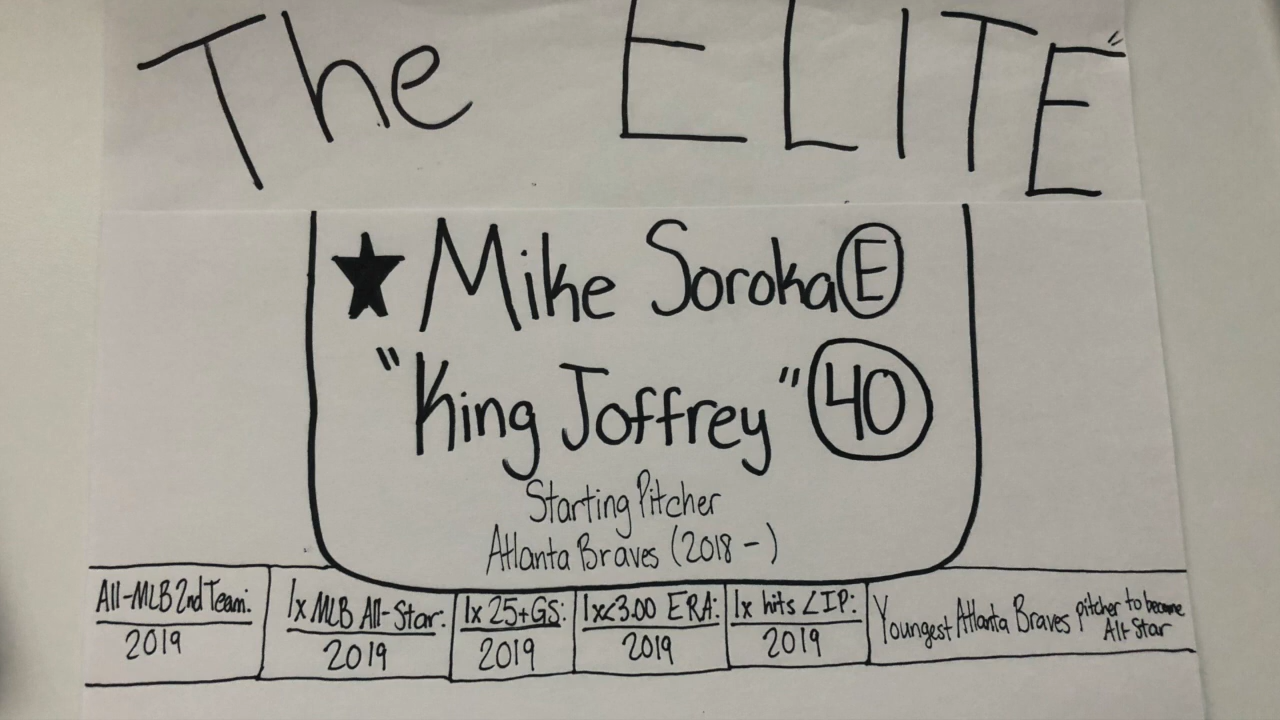 The ELITE"
★ Mike Soroka Ⓔ
"King Joffrey" 40
Starting Pitcher
Atlanta Braves (2018 - )
All-MLB 2nd Team:
2019
1x MLB All-Star:
2019
1x 25+GS:
2019
1x<3.00 ERA:
2019
1x hits < IP:
2019
Youngest Atlanta Braves pitcher to become
All-Star